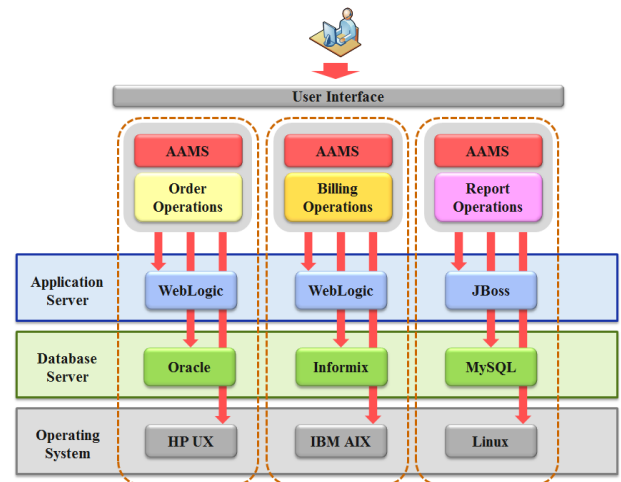 User Interface
AAMS
AAMS
AAMS
Order
Operations
Billing
Operations
Report
Operations
Application
Server
WebLogic
WebLogic
JBoss
Database
Server
Oracle
Informix
MySQL
Operating
System
HP UX
IBM AIX
Linux